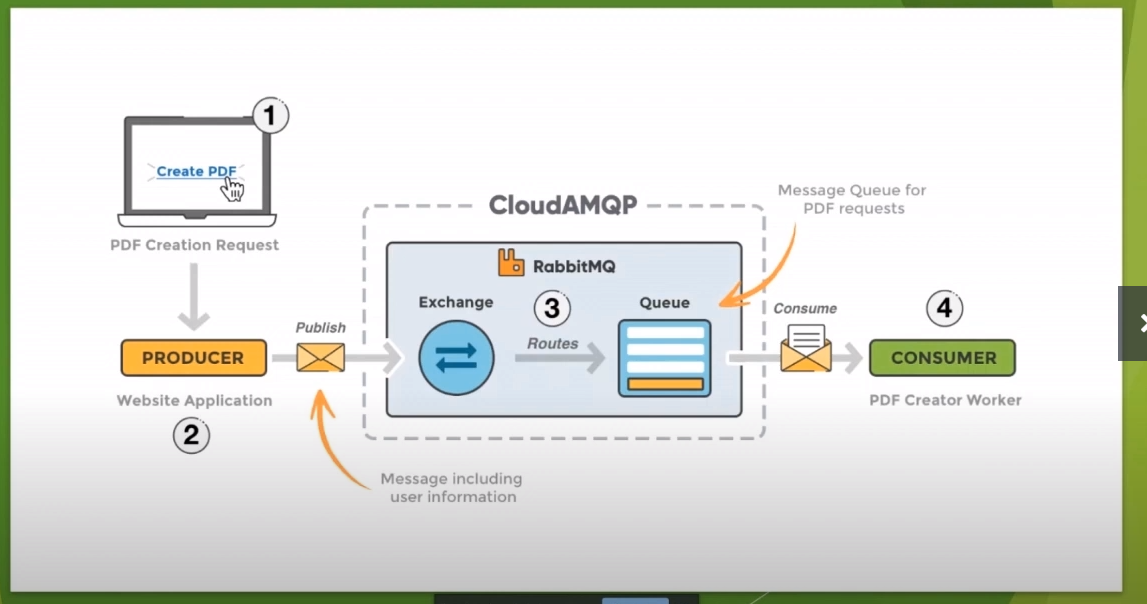 1
Create PDF
PDF Creation Request
CloudAMQP
Message Queue for
PDF requests
RabbitMQ
Exchange
3
Queue
Routes
Publish
Consume
4
PRODUCER
CONSUMER
Website Application
PDF Creator Worker
2
Message including
user information